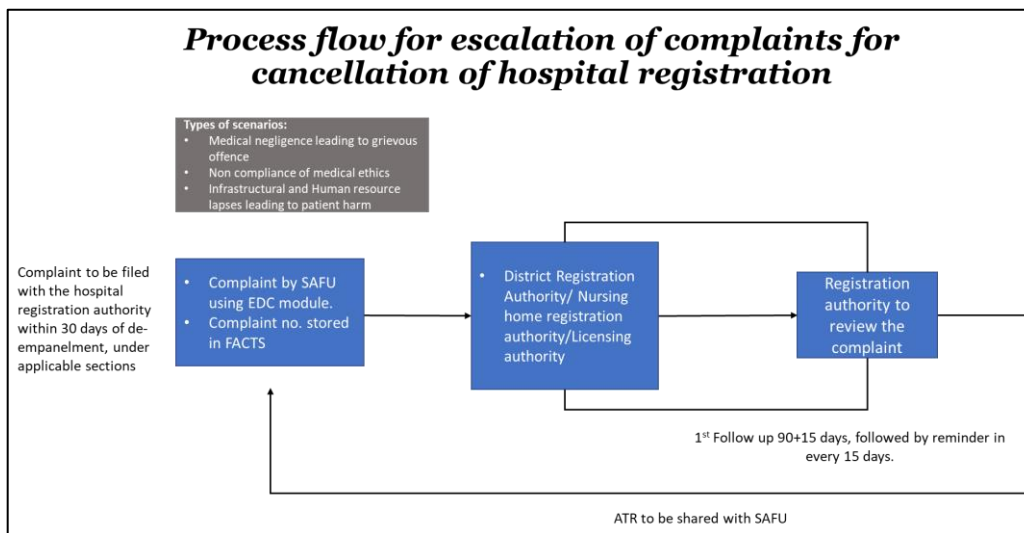 Process flow for escalation of complaints for
cancellation of hospital registration
Types of scenarios:
• Medical negligence leading to grievous
offence
• Non compliance of medical ethics
• Infrastructural and Human resource
lapses leading to patient harm
Complaint to be filed
with the hospital
registration authority
within 30 days of de-
empanelment, under
applicable sections
• Complaint by SAFU
using EDC module.
• Complaint no. stored
in FACTS
• District Registration
Authority/ Nursing
home registration
authority/Licensing
authority
Registration
authority to
review the
complaint
1st Follow up 90+15 days, followed by reminder in
every 15 days.
ATR to be shared with SAFU